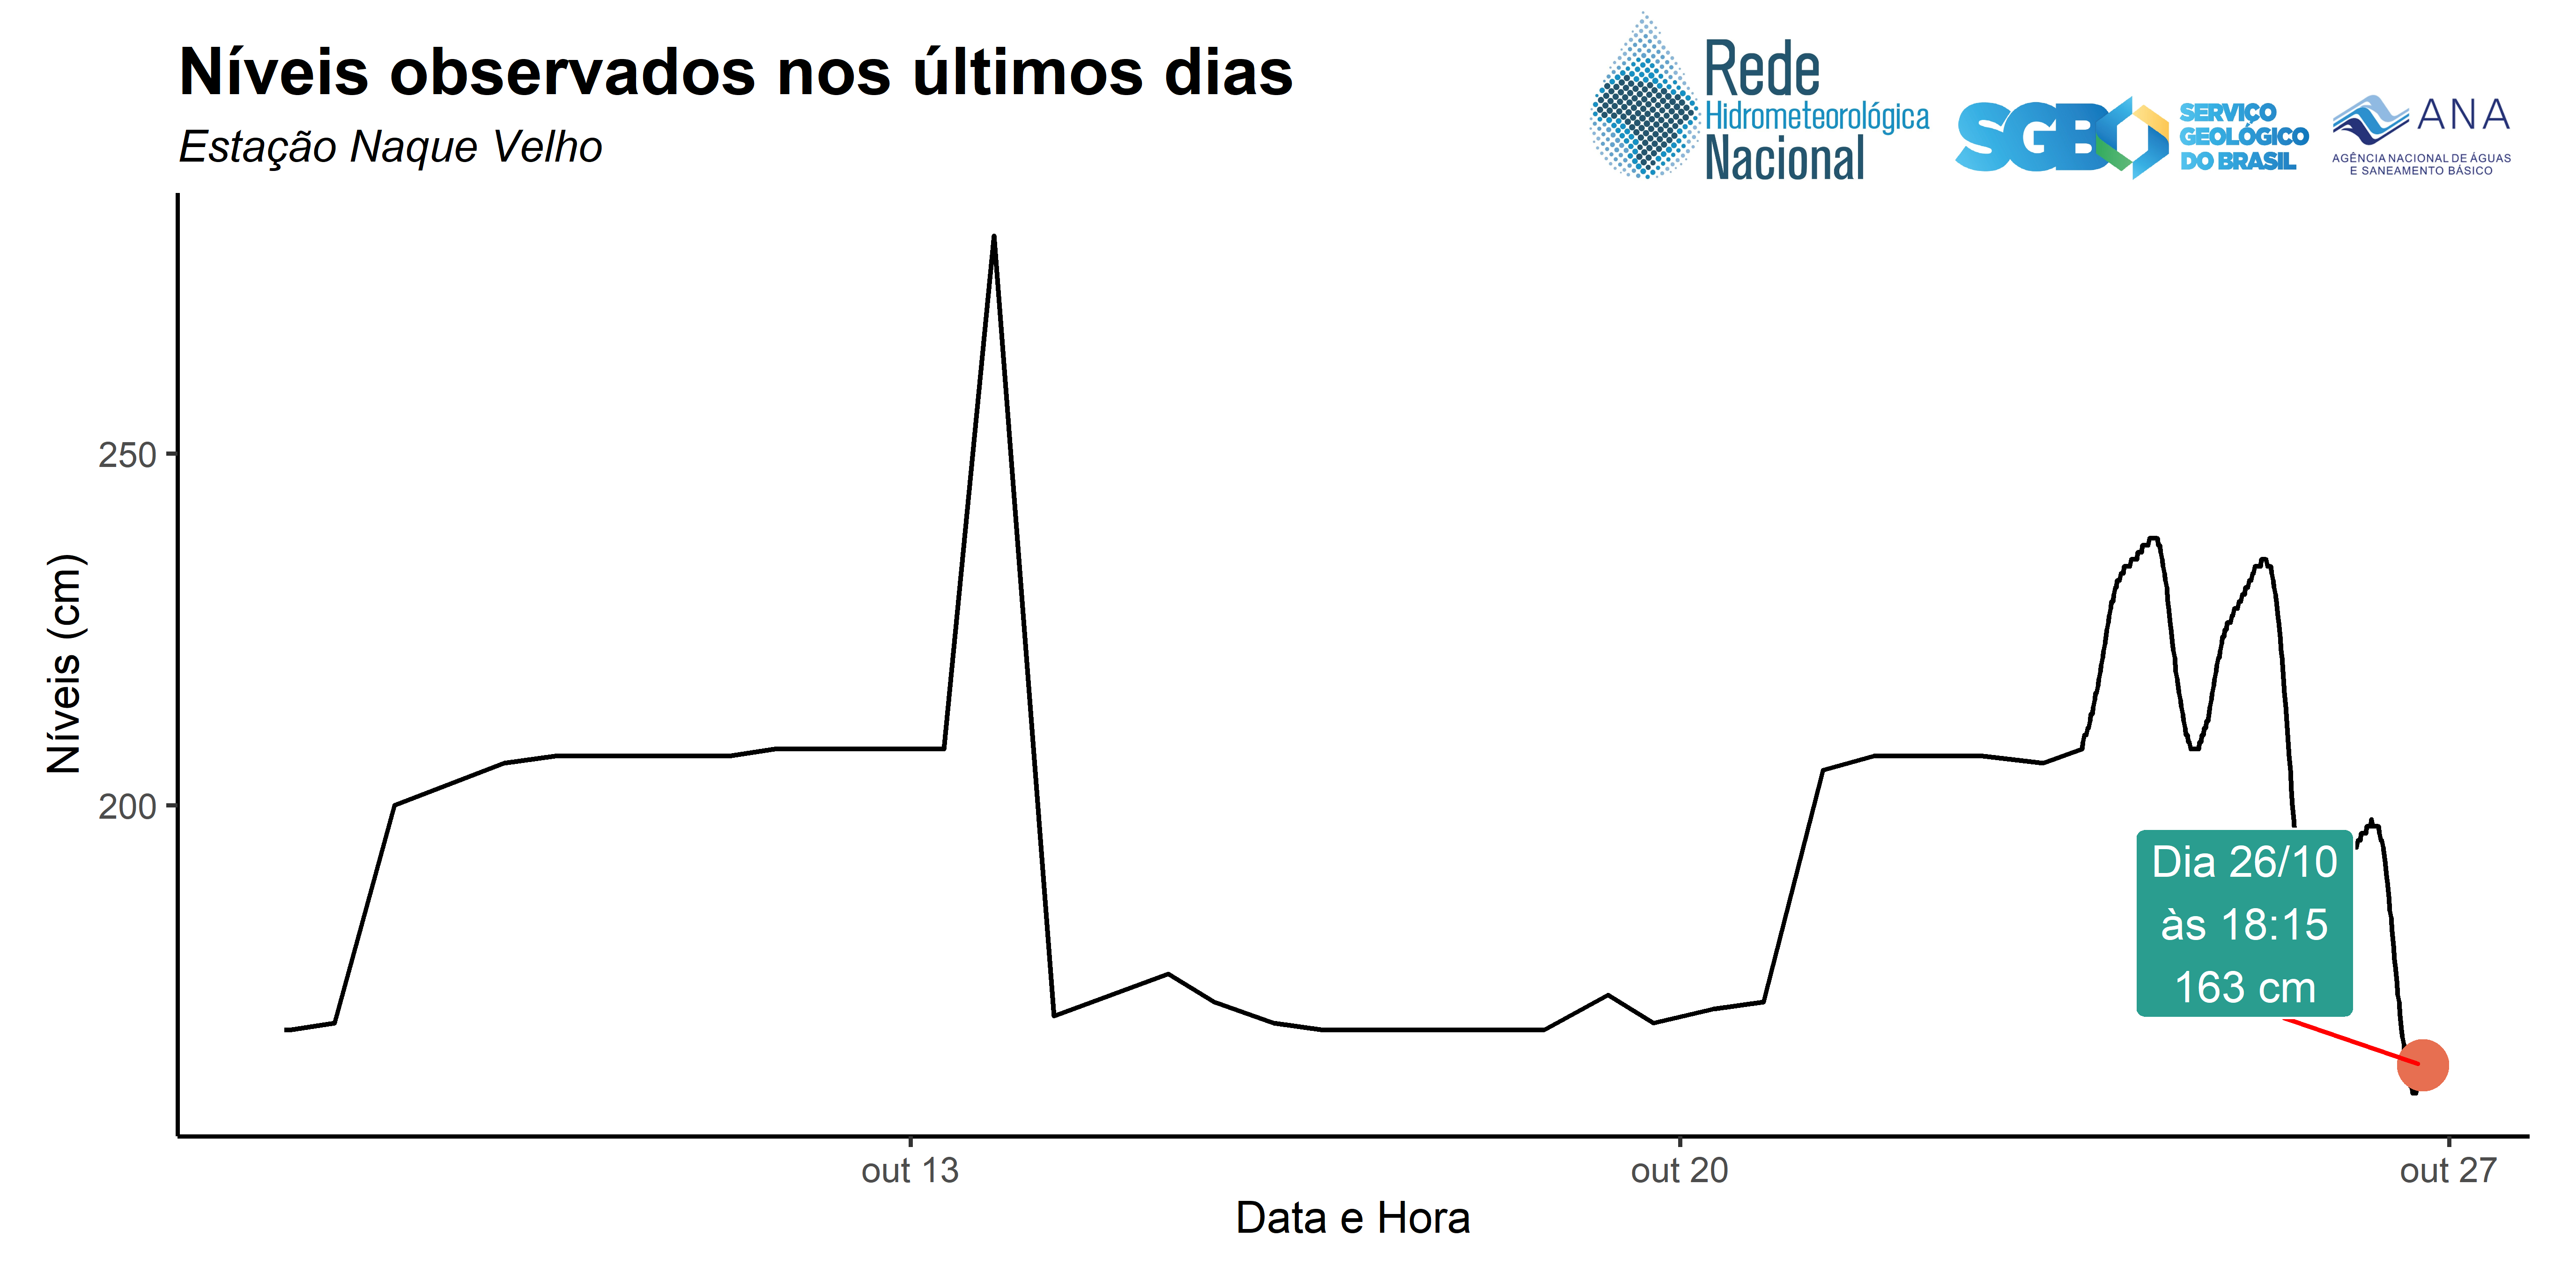 Níveis observados nos últimos dias
Estação Naque Velho
Rede
Hidrometeorológica
Nacional
SGB
SERVIÇO
GEOLÓGICO
DO BRASIL
ANA
AGÊNCIA NACIONAL DE ÁGUAS
E SANEAMENTO BÁSICO
Níveis (cm)
250
200
Dia 26/10
às 18:15
163 cm
out 13
out 20
out 27
Data e Hora